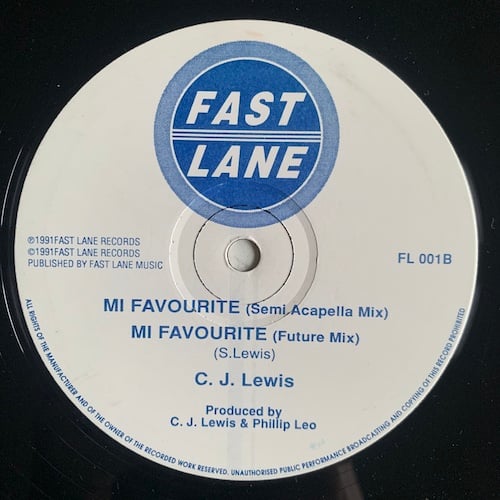 FAST
LANE
℗1991FAST LANE RECORDS
©1991FAST LANE RECORDS
PUBLISHED BY FAST LANE MUSIC
FL 001B
MI FAVOURITE (Semi Acapella Mix)
MI FAVOURITE (Future Mix)
(S.Lewis)
C. J. Lewis
Produced by
C. J. Lewis & Phillip Leo
ALL RIGHTS OF THE MANUFACTURER AND OF THE OWNER OF THE RECORDED WORK RESERVED. UNAUTHORISED PUBLIC PERFORMANCE BROADCASTING AND COPYING OF THIS RECORD PROHIBITED